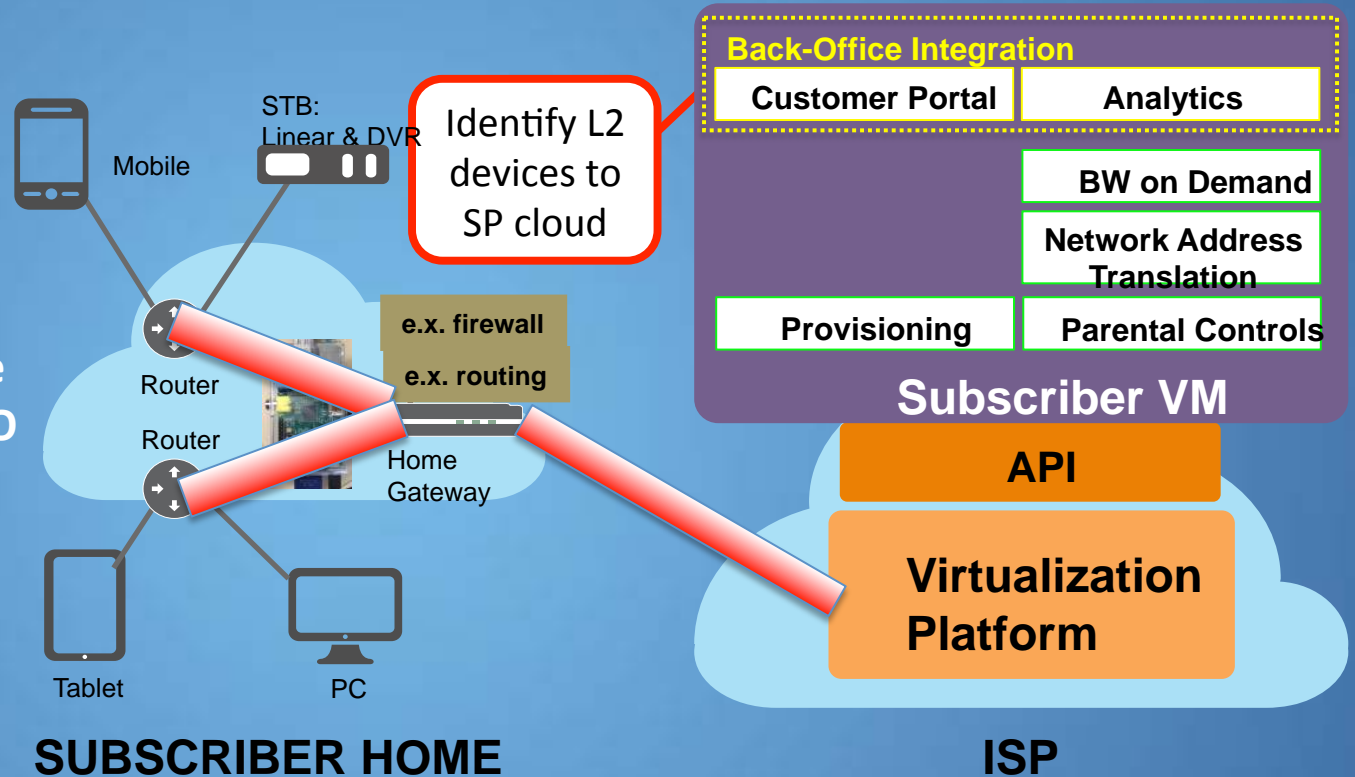 Back-Office Integration
Customer Portal
Analytics
BW on Demand
Network Address
Translation
Provisioning
Parental Controls
Subscriber VM
API
Virtualization
Platform
ISP
Identify L2
devices to
SP cloud
STB:
Linear & DVR
Mobile
e.x. firewall
e.x. routing
Router
Router
Home
Gateway
Tablet
PC
SUBSCRIBER HOME